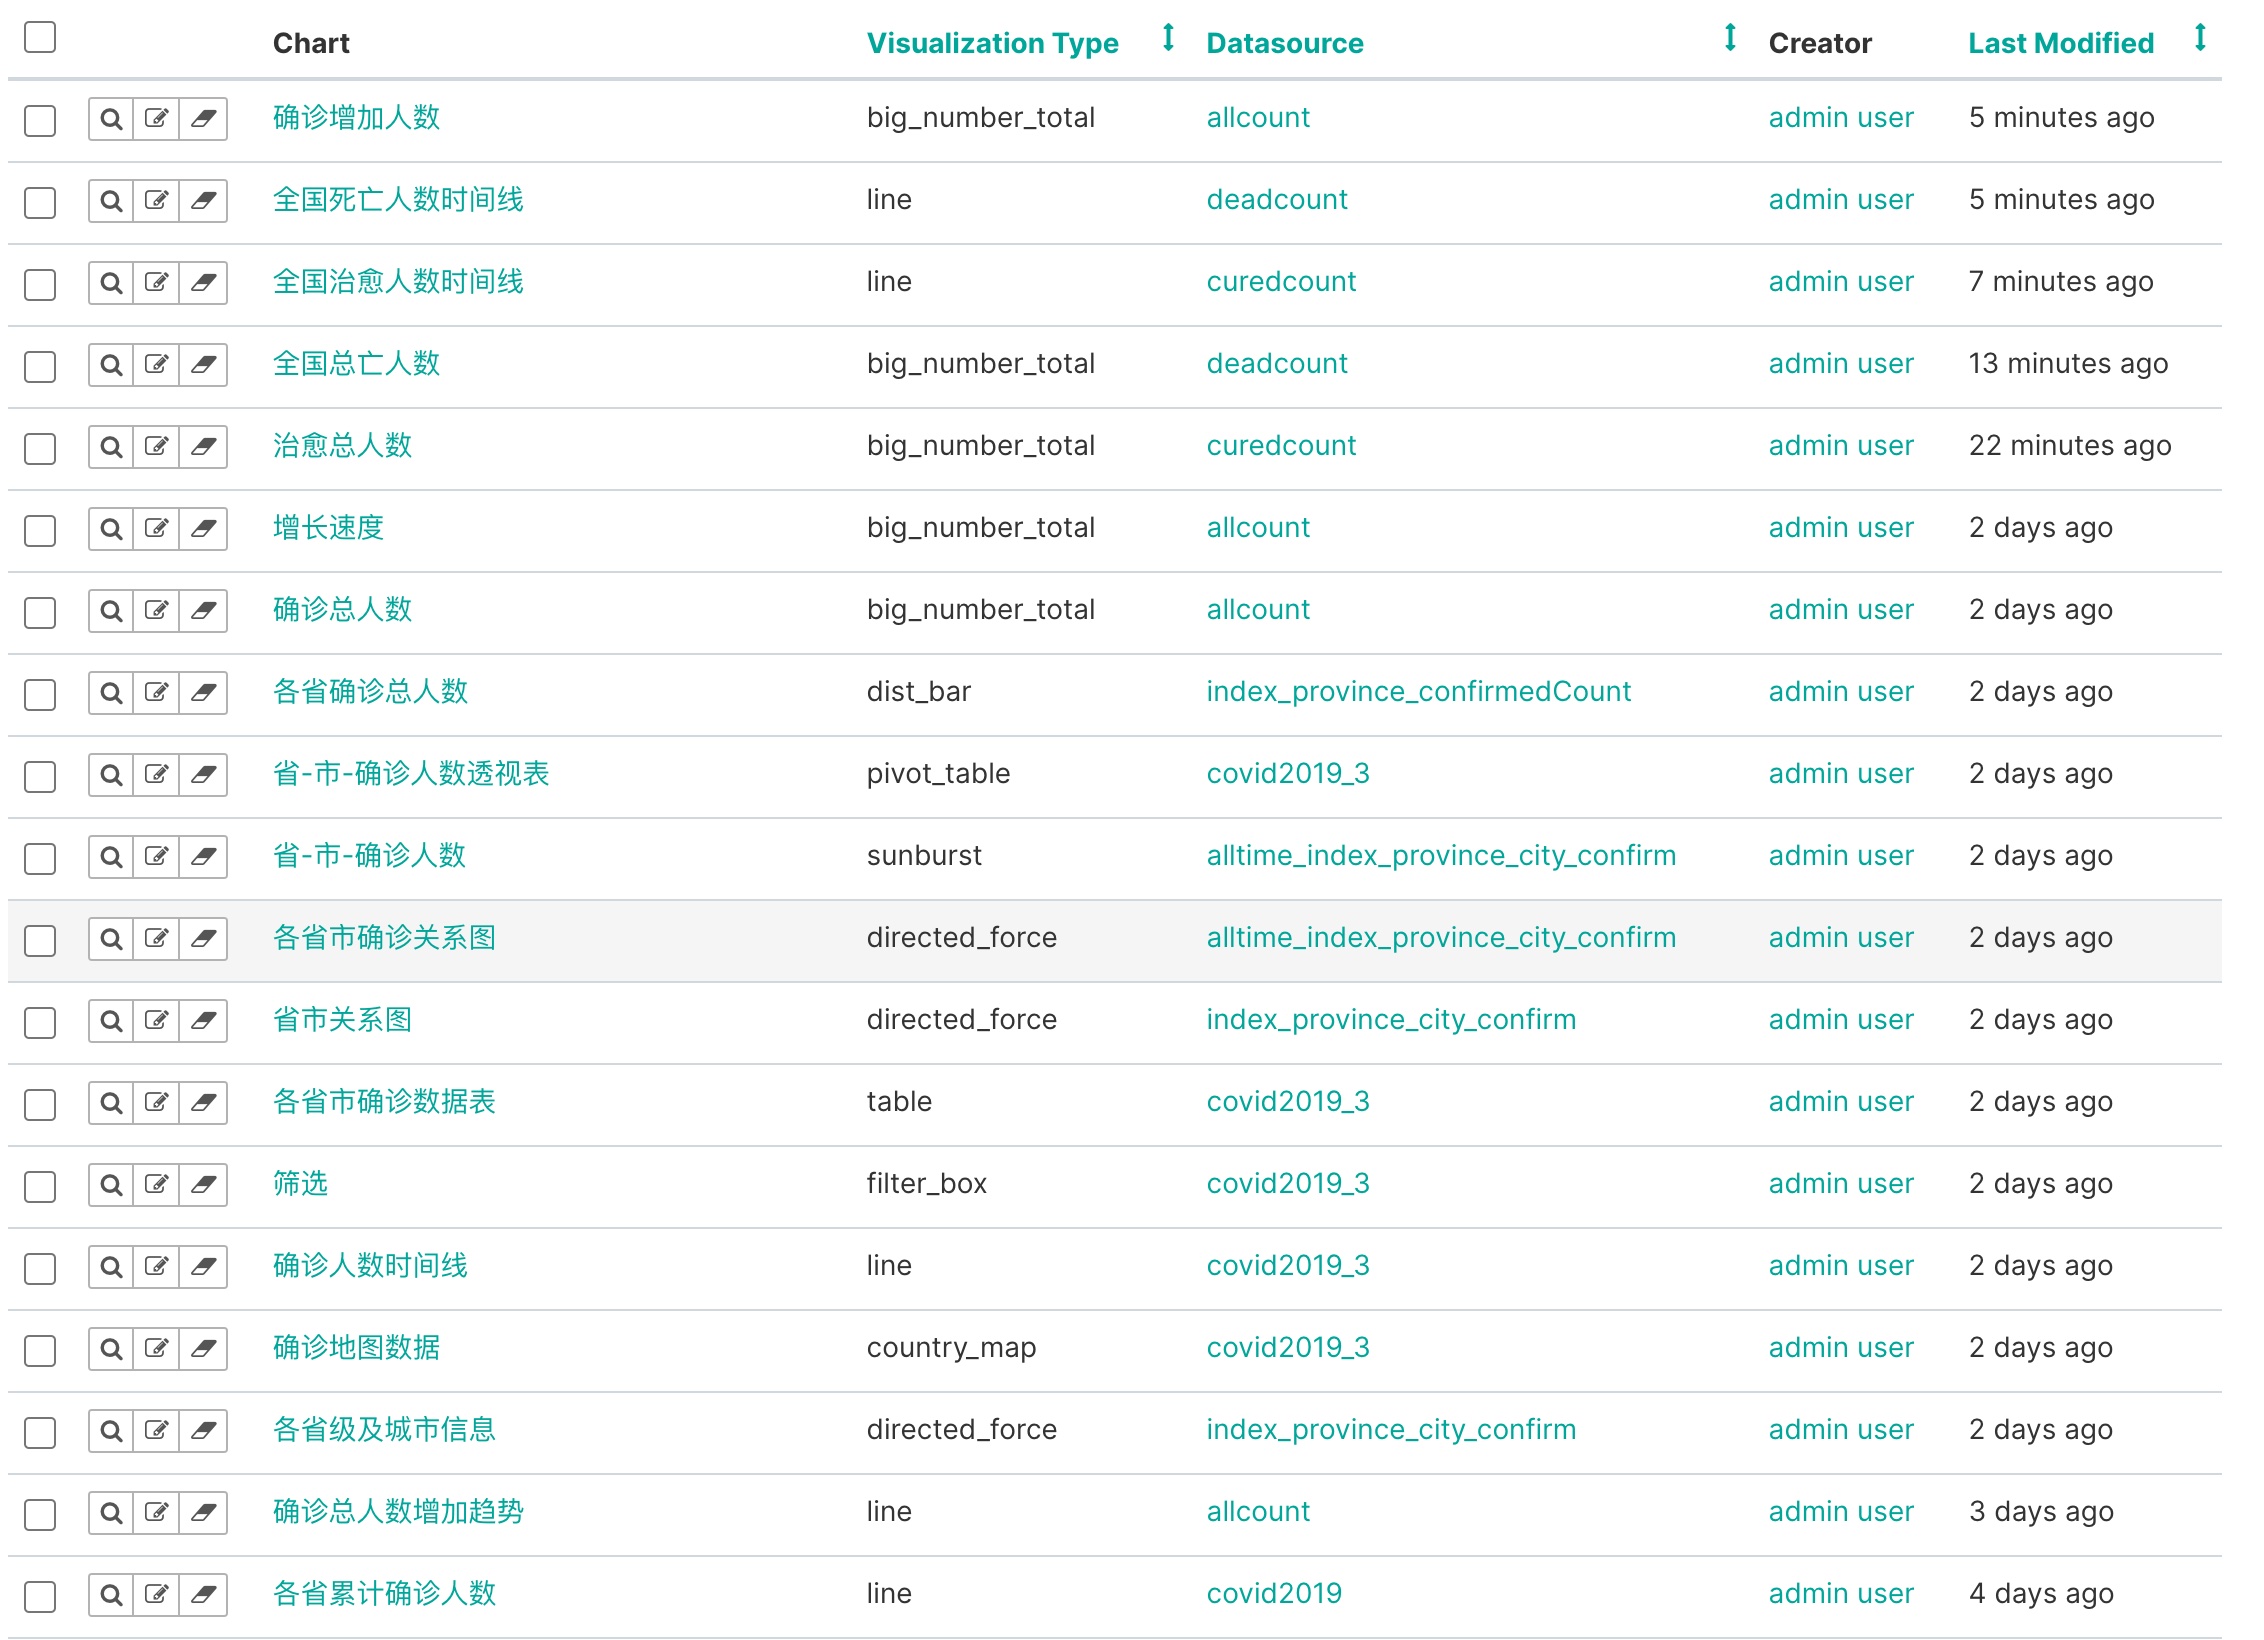 Chart Visualization Type Datasource Creator Last Modified
确诊增加人数 big_number_total allcount admin user 5 minutes ago
全国死亡人数时间线 line deadcount admin user 5 minutes ago
全国治愈人数时间线 line curedcount admin user 7 minutes ago
全国总亡人数 big_number_total deadcount admin user 13 minutes ago
治愈总人数 big_number_total curedcount admin user 22 minutes ago
增长速度 big_number_total allcount admin user 2 days ago
确诊总人数 big_number_total allcount admin user 2 days ago
各省确诊总人数 dist_bar index_province_confirmedCount admin user 2 days ago
省-市-确诊人数透视表 pivot_table covid2019_3 admin user 2 days ago
省-市-确诊人数 sunburst alltime_index_province_city_confirm admin user 2 days ago
各省市确诊关系图 directed_force alltime_index_province_city_confirm admin user 2 days ago
省市关系图 directed_force index_province_city_confirm admin user 2 days ago
各省市确诊数据表 table covid2019_3 admin user 2 days ago
筛选 filter_box covid2019_3 admin user 2 days ago
确诊人数时间线 line covid2019_3 admin user 2 days ago
确诊地图数据 country_map covid2019_3 admin user 2 days ago
各省级及城市信息 directed_force index_province_city_confirm admin user 2 days ago
确诊总人数增加趋势 line allcount admin user 3 days ago
各省累计确诊人数 line covid2019 admin user 4 days ago